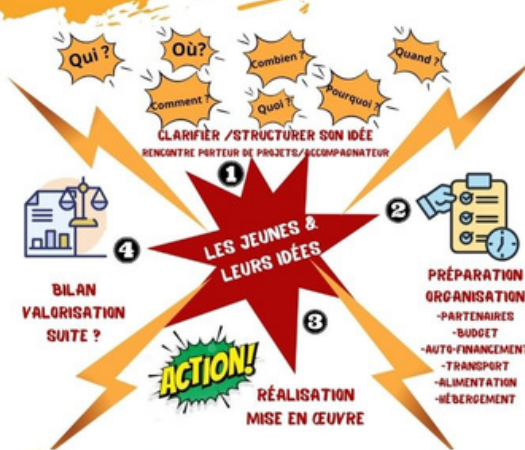 Qui ?
Où?
Combien ?
Quand ?
Comment ?
Quoi ?
Pourquoi ?
CLARIFIER /STRUCTURER SON IDÉE
RENCONTRE PORTEUR DE PROJETS/ACCOMPAGNATEUR
1
LES JEUNES &
LEURS IDÉES
2
PRÉPARATION
ORGANISATION
-PARTENAIRES
-BUDGET
-AUTO-FINANCEMENT
-TRANSPORT
-ALIMENTATION
-HÉBERGEMENT
3
ACTION!
RÉALISATION
MISE EN ŒUVRE
4
BILAN
VALORISATION
SUITE ?